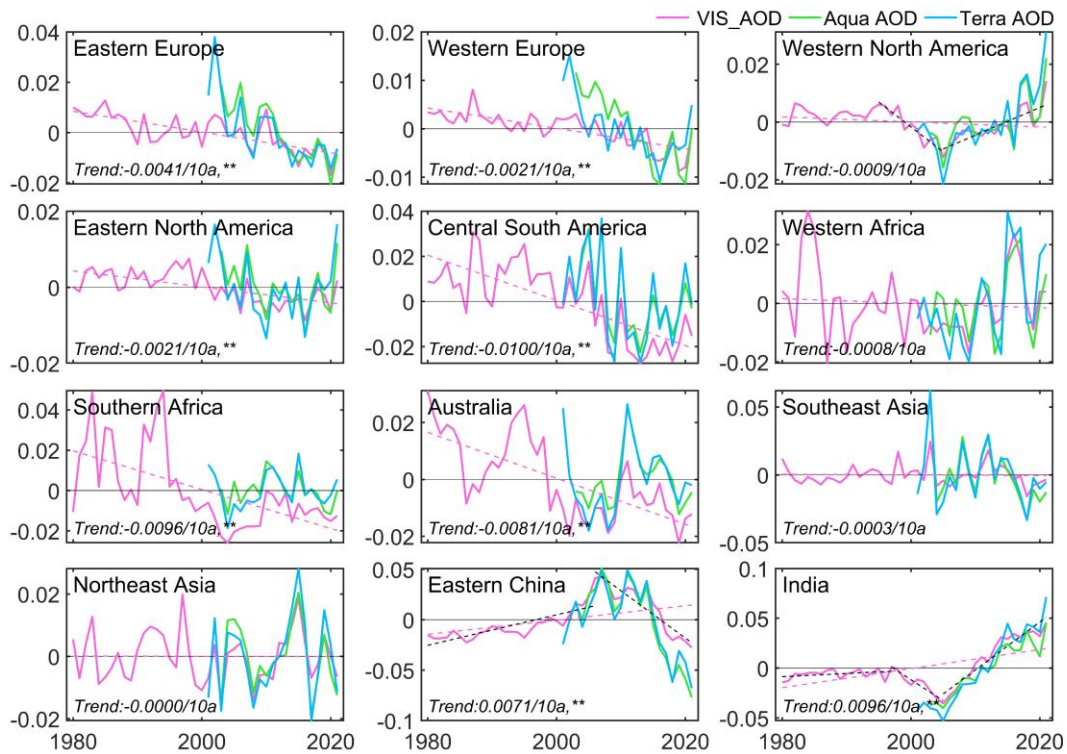 VIS_AOD Aqua AOD Terra AOD
0.04
Eastern Europe
0.02
0
-0.02
Trend:-0.0041/10a, **
0.02
Western Europe
0.01
0
-0.01
Trend:-0.0021/10a, **
Western North America
0.02
0
-0.02
Trend:-0.0009/10a
0.02
Eastern North America
0
-0.02
Trend:-0.0021/10a, **
0.04
Central South America
0.02
0
-0.02
Trend:-0.0100/10a, **
Western Africa
0.02
0
-0.02
Trend:-0.0008/10a
Southern Africa
0.04
0.02
0
-0.02
Trend:-0.0096/10a, **
Australia
0.02
0
-0.02
Trend:-0.0081/10a, **
Southeast Asia
0.05
0
-0.05
Trend:-0.0003/10a
Northeast Asia
0.02
0
-0.02
Trend:-0.0000/10a
1980 2000 2020
0.05
Eastern China
0
-0.05
-0.1
Trend:0.0071/10a, **
1980 2000 2020
0.1
India
0.05
0
-0.05
Trend:0.0096/10a, **
1980 2000 2020